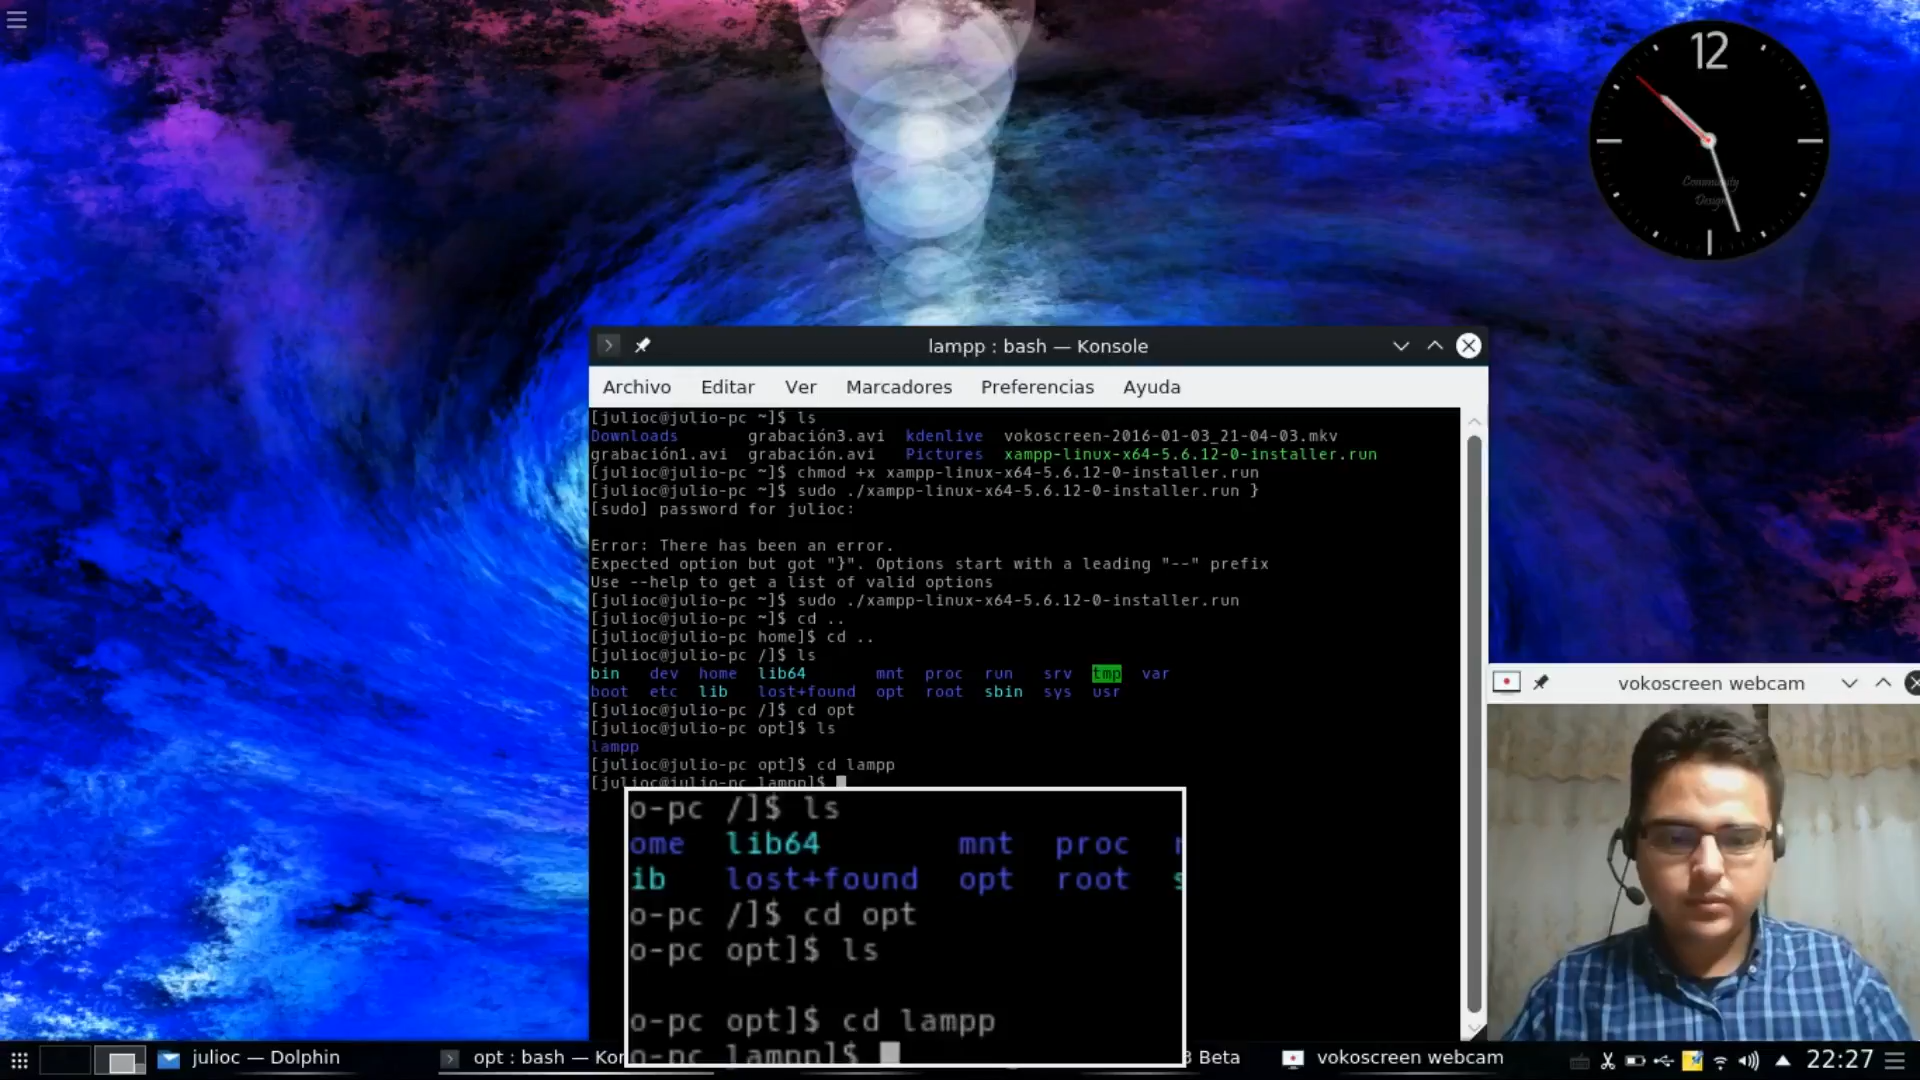 12
Community
Design
lampp : bash — Konsole
Archivo Editar Ver Marcadores Preferencias Ayuda
[julioc@julio-pc ~]$ ls
Downloads grabación3.avi kdenlive vokoscreen-2016-01-03_21-04-03.mkv
grabación1.avi grabación.avi Pictures xampp-linux-x64-5.6.12-0-installer.run
[julioc@julio-pc ~]$ chmod +x xampp-linux-x64-5.6.12-0-installer.run
[julioc@julio-pc ~]$ sudo ./xampp-linux-x64-5.6.12-0-installer.run }
[sudo] password for julioc:
Error: There has been an error.
Expected option but got "}". Options start with a leading "--" prefix
Use --help to get a list of valid options
[julioc@julio-pc ~]$ sudo ./xampp-linux-x64-5.6.12-0-installer.run
[julioc@julio-pc ~]$ cd ..
[julioc@julio-pc home]$ cd ..
[julioc@julio-pc /]$ ls
bin dev home lib64 mnt proc run srv tmp var
boot etc lib lost+found opt root sbin sys usr
[julioc@julio-pc /]$ cd opt
[julioc@julio-pc opt]$ ls
lampp
[julioc@julio-pc opt]$ cd lampp
[julioc@julio-pc lampp]$
o-pc /]$ ls
ome lib64 mnt proc
ib lost+found opt root
o-pc /]$ cd opt
o-pc opt]$ ls
o-pc opt]$ cd lampp
o-pc lampp]$
vokoscreen webcam
julioc — Dolphin opt : bash — Kon Beta vokoscreen webcam 22:27